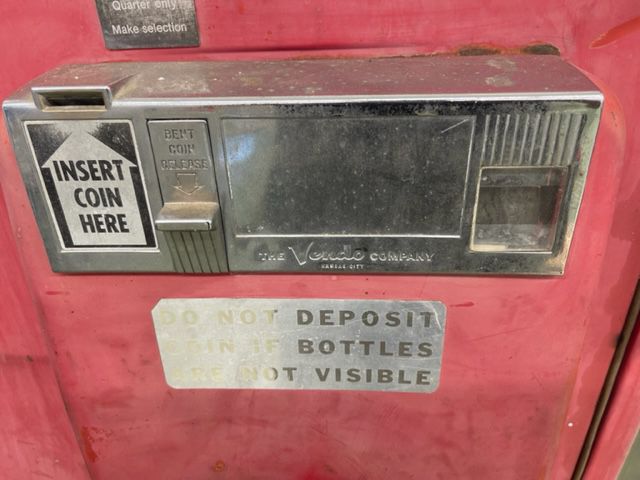 Quarter only
Make selection
INSERT
COIN
HERE
BENT
COIN
RELEASE
THE Vendo COMPANY
KANSAS CITY
DO NOT DEPOSIT
COIN IF BOTTLES
ARE NOT VISIBLE